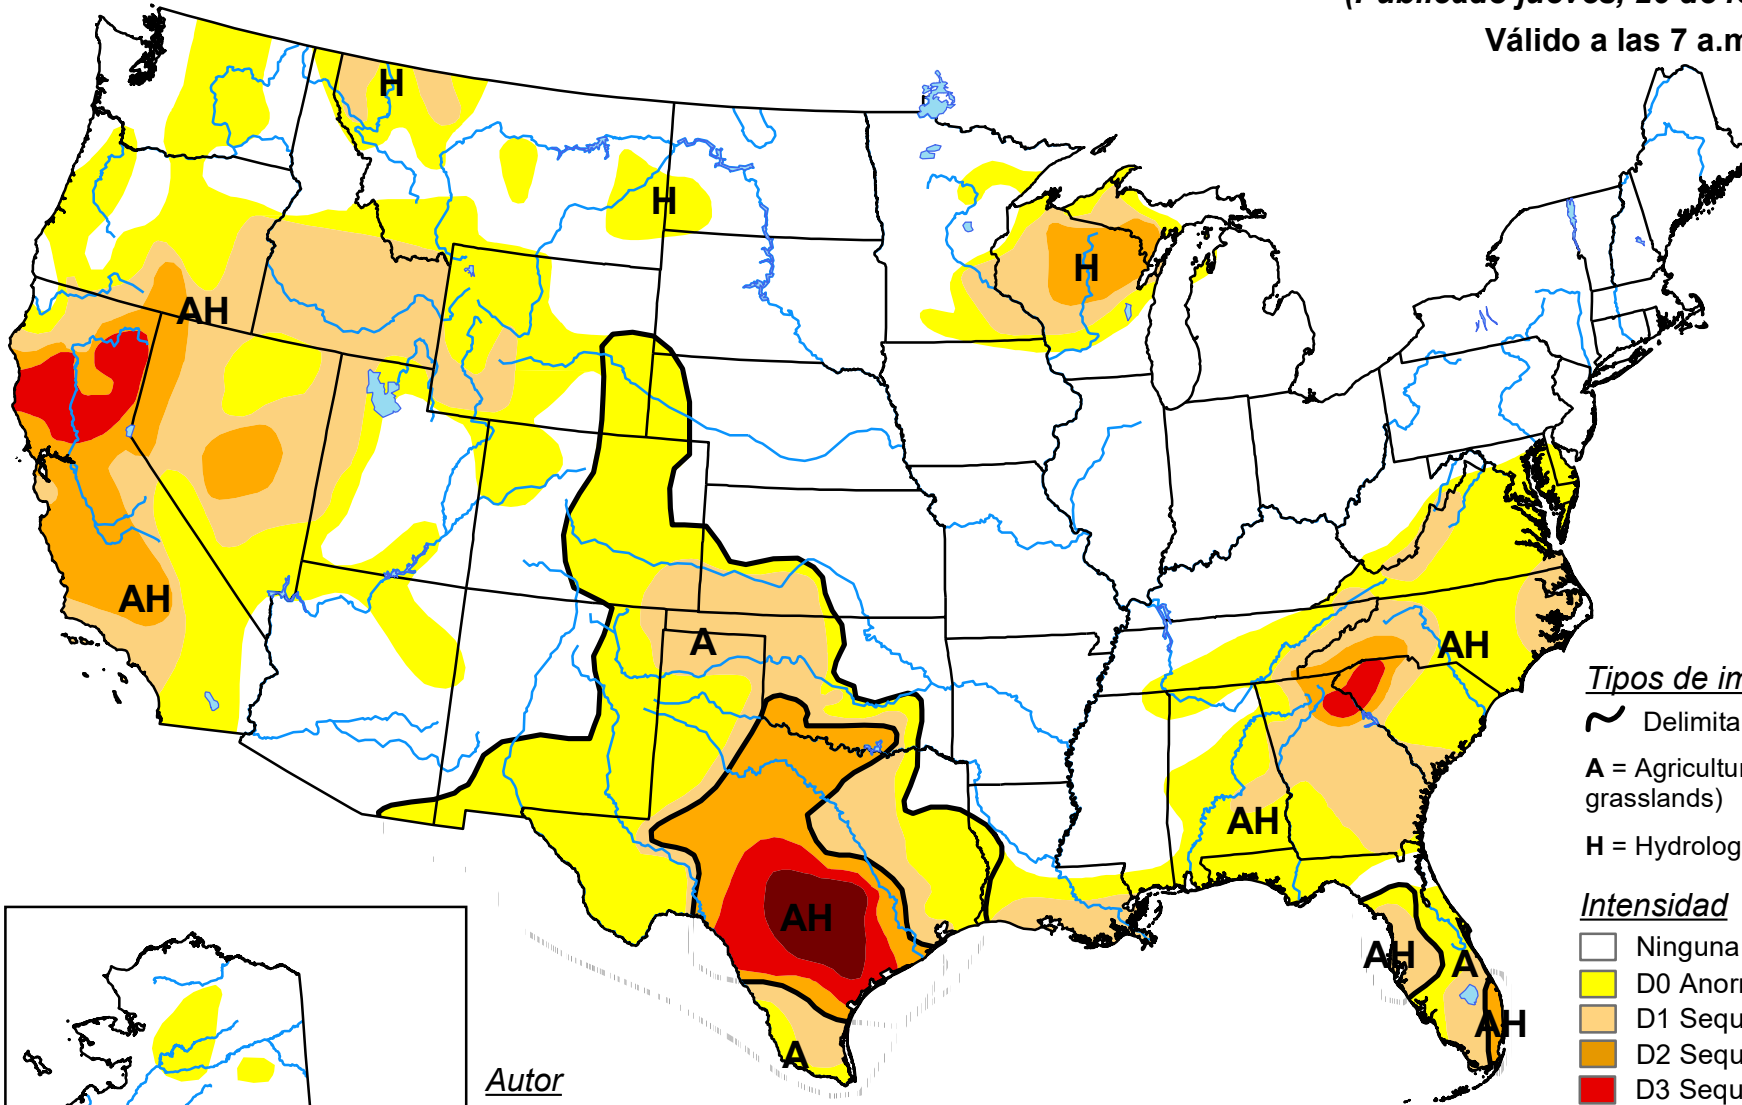 Válido a las 7 a.m
H
H
H
AH
AH
A
AH
AH
AH
A
AH
A
AH
Tipos de
Delimita
A = Agricultur
grasslands)
H = Hydrolog
Intensidad
Ninguna
D0 Anorr
D1 Sequ
D2 Sequ
D3 Sequ
Autor